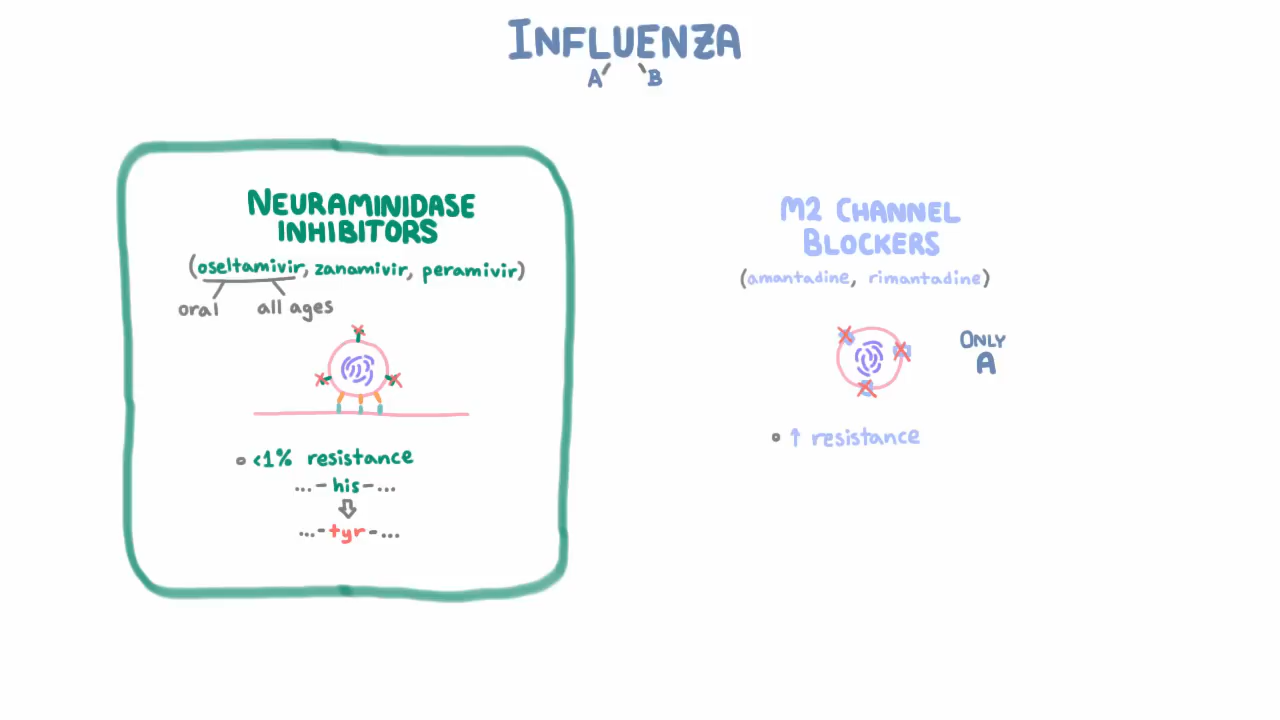 INFLUENZA
A B
NEURAMINIDASE
INHIBITORS
(oseltamivir, zanamivir, peramivir)
oral all ages
<1% resistance
...-his-...
...-tyr-...
M2 CHANNEL
BLOCKERS
(amantadine, rimantadine)
ONLY
A
↑ resistance